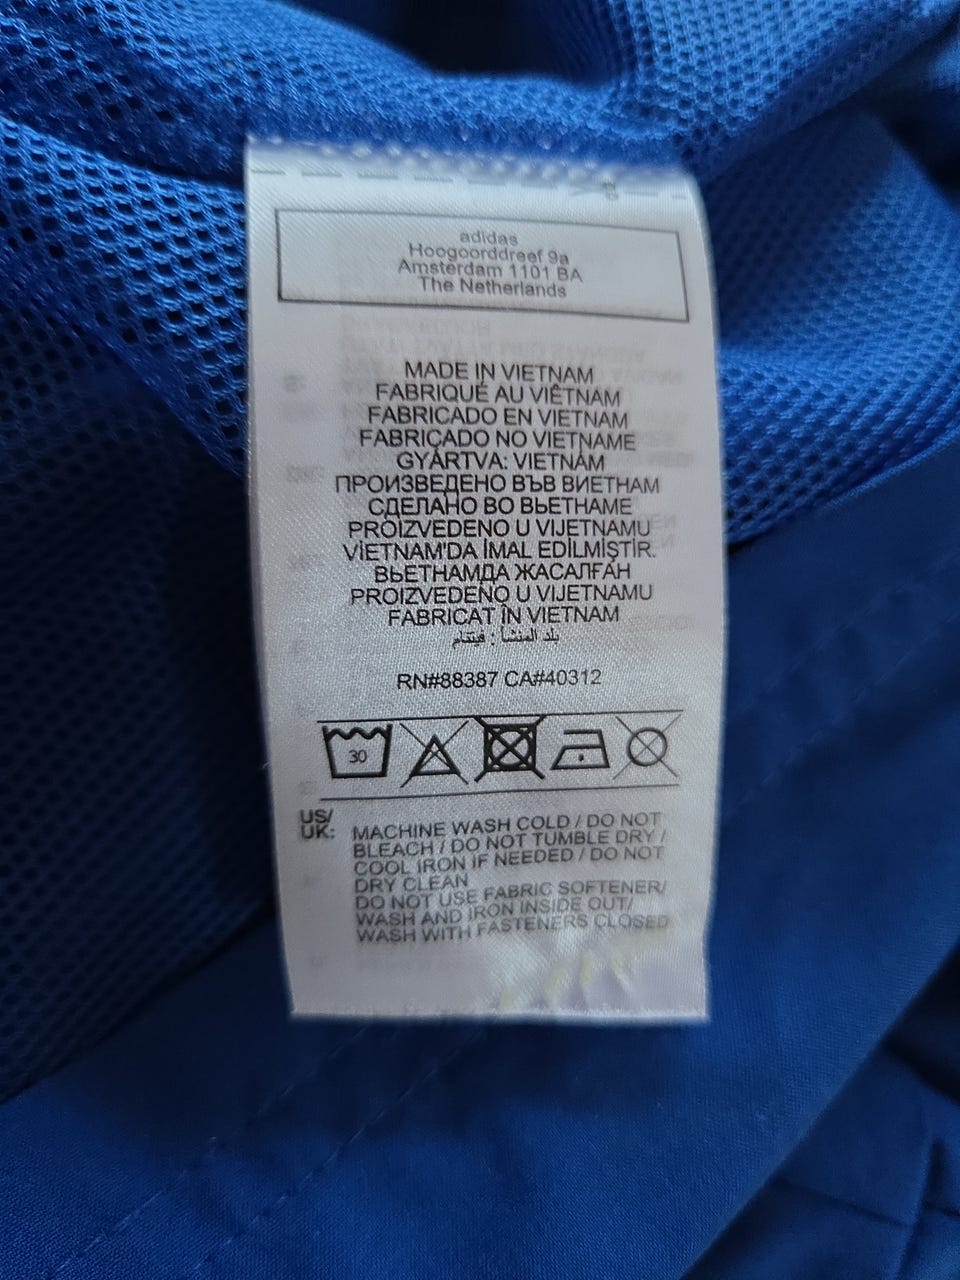 adidas
Hoogoorddreef 9a
Amsterdam 1101 BA
The Netherlands
MADE IN VIETNAM
FABRIQUÉ AU VIÊTNAM
FABRICADO EN VIETNAM
FABRICADO NO VIETNAME
GYÁRTVA: VIETNÁM
ПРОИЗВЕДЕНО ВЪВ ВИЕТНАМ
СДЕЛАНО ВО ВЬЕТНАМЕ
PROIZVEDENO U VIJETNAMU
VİETNAM'DA İMAL EDİLMİŞTİR.
ВЬЕТНАМДА ЖАСАЛҒАН
PROIZVEDENO U VIJETNAMU
FABRICAT ÎN VIETNAM
بلد المنشأ : فيتنام
RN#88387 CA#40312
30
US/
UK:
MACHINE WASH COLD / DO NOT
BLEACH / DO NOT TUMBLE DRY /
COOL IRON IF NEEDED / DO NOT
DRY CLEAN
DO NOT USE FABRIC SOFTENER/
WASH AND IRON INSIDE OUT/
WASH WITH FASTENERS CLOSED